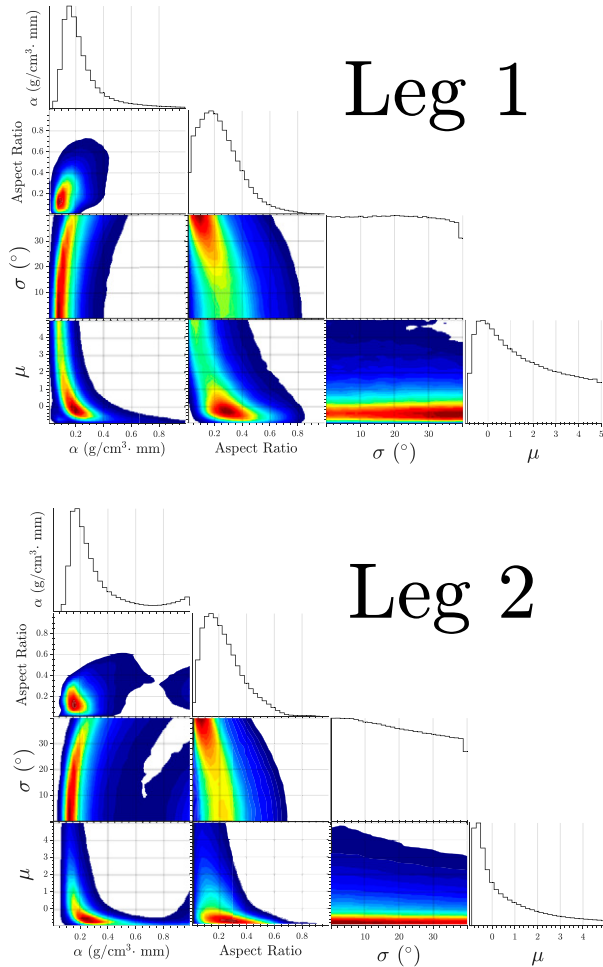 Leg 1
α (g/cm³· mm)
Aspect Ratio
0.8
0.6
0.4
0.2
σ (°)
30
20
10
μ
4
3
2
1
0
0.2 0.4 0.6 0.8
α (g/cm³· mm)
0.2 0.4 0.6 0.8
Aspect Ratio
10 20 30
σ (°)
0 1 2 3 4 5
μ
Leg 2
α (g/cm³· mm)
Aspect Ratio
0.8
0.6
0.4
0.2
σ (°)
30
20
10
μ
4
3
2
1
0
0.2 0.4 0.6 0.8
α (g/cm³· mm)
0.2 0.4 0.6 0.8
Aspect Ratio
10 20 30
σ (°)
0 1 2 3 4
μ